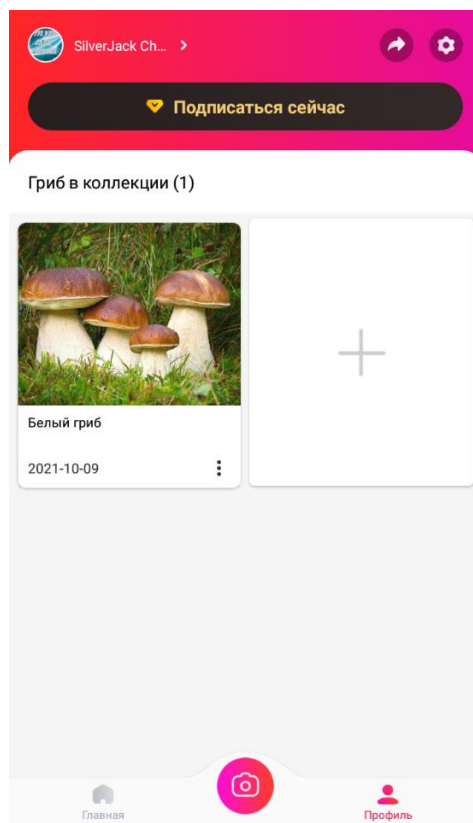 SilverJack Ch...
Подписаться сейчас
Гриб в коллекции (1)
Белый гриб
2021-10-09
Главная
Профиль